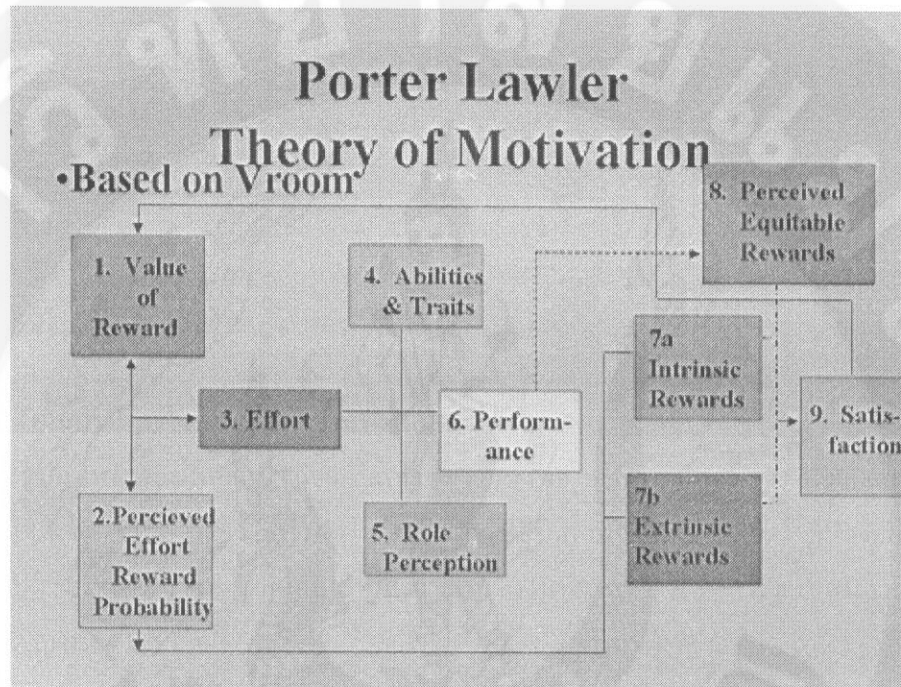 Porter Lawler
Theory of Motivation
•Based on Vroom
8. Perceived
Equitable
Rewards
1. Value
of
Reward
4. Abilities
& Traits
7a
Intrinsic
Rewards
3. Effort
6. Perform-
ance
9. Satis-
faction
2.Percieved
Effort
Reward
Probability
5. Role
Perception
7b
Extrinsic
Rewards